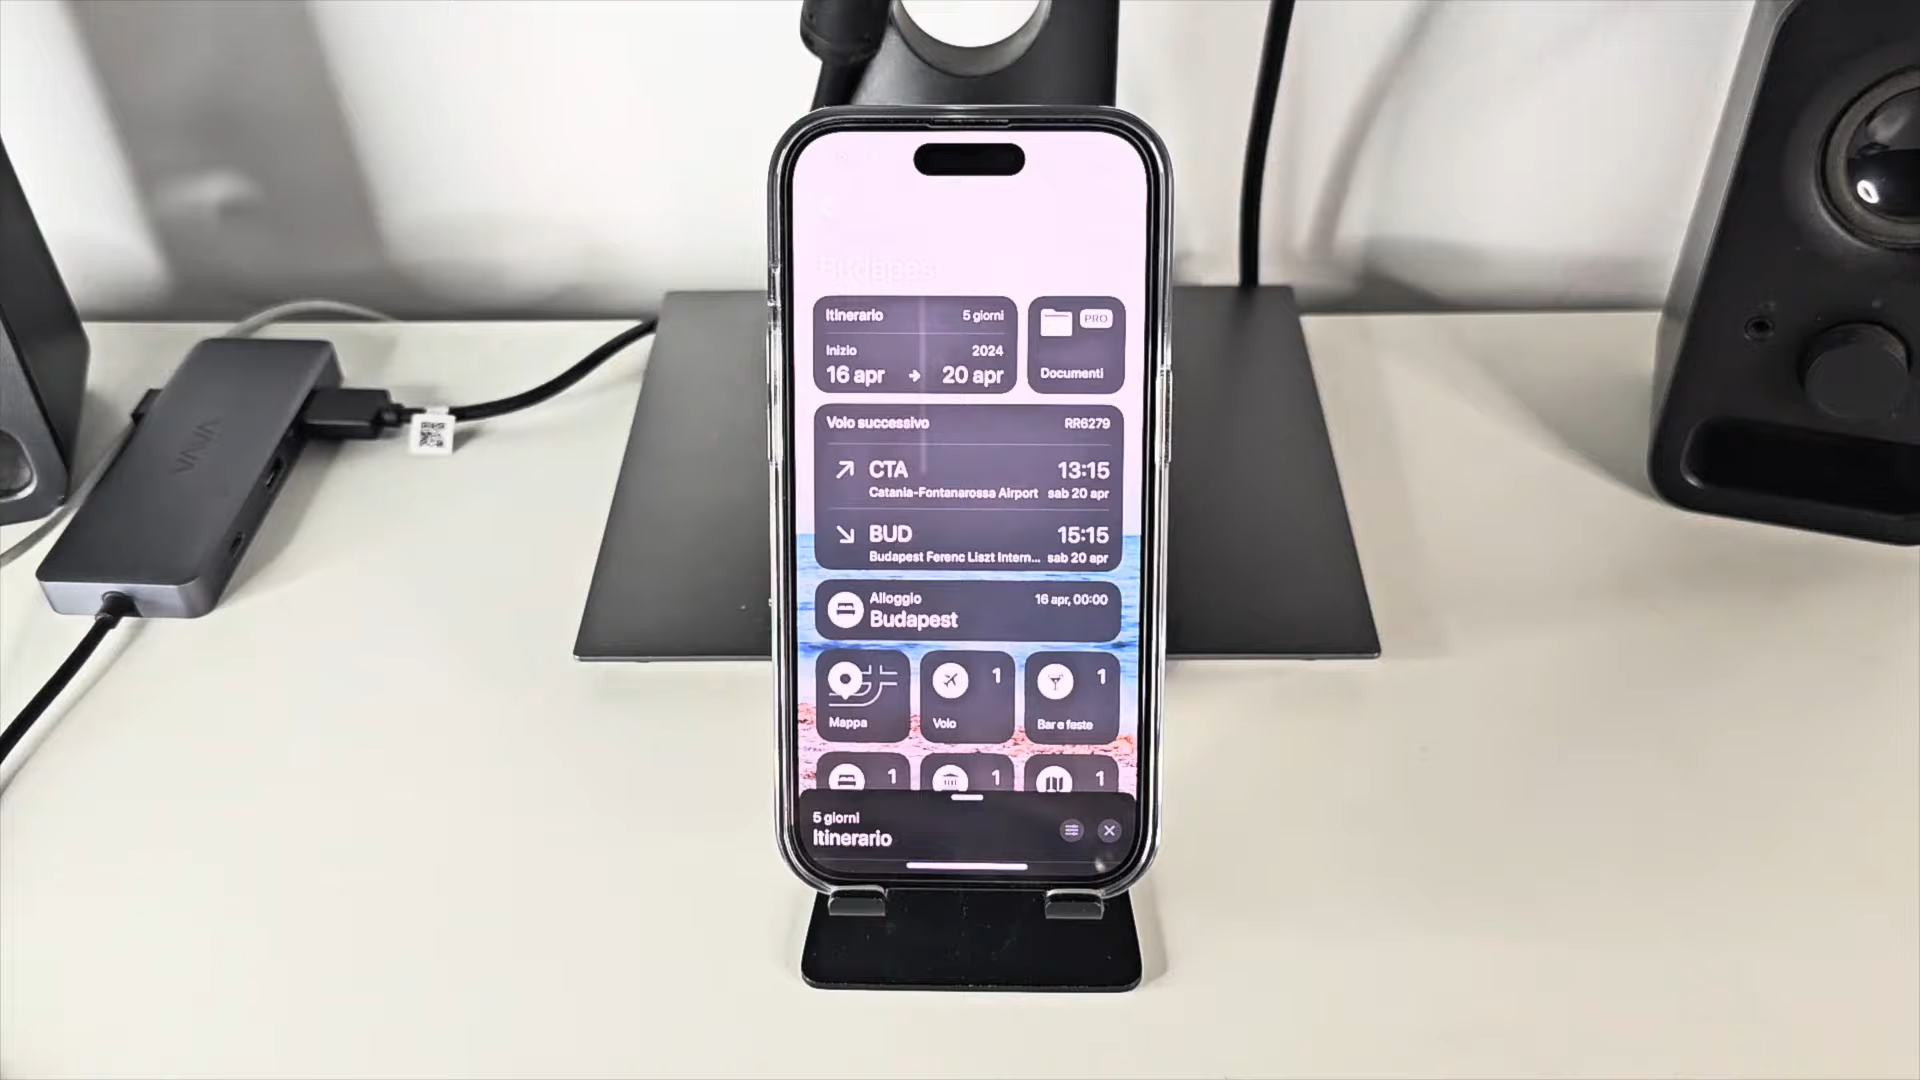 VAVA
Budapest
Itinerario 5 giorni
Inizio 2024
16 apr → 20 apr
PRO
Documenti
Volo successivo RR6279
CTA 13:15
Catania-Fontanarossa Airport sab 20 apr
BUD 15:15
Budapest Ferenc Liszt Intern... sab 20 apr
Alloggio 16 apr, 00:00
Budapest
Mappa
1
Volo
1
Bar e feste
1
1
1
5 giorni
Itinerario